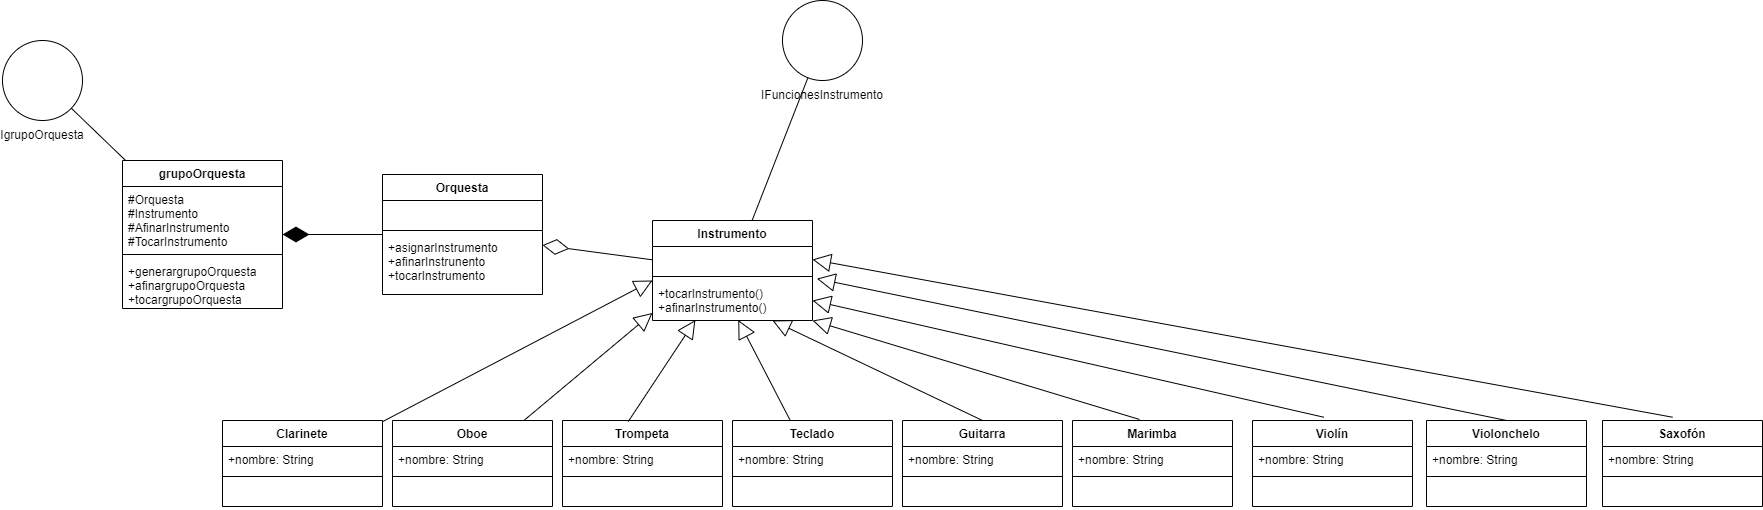 IFuncionesInstrumento
IgrupoOrquesta
grupoOrquesta
#Orquesta
#Instrumento
#AfinarInstrumento
#TocarInstrumento
+generargrupoOrquesta
+afinargrupoOrquesta
+tocargrupoOrquesta
Orquesta
+asignarInstrumento
+afinarInstrunento
+tocarInstrumento
Instrumento
+tocarInstrumento()
+afinarInstrumento()
Clarinete
+nombre: String
Oboe
+nombre: String
Trompeta
+nombre: String
Teclado
+nombre: String
Guitarra
+nombre: String
Marimba
+nombre: String
Violín
+nombre: String
Violonchelo
+nombre: String
Saxofón
+nombre: String